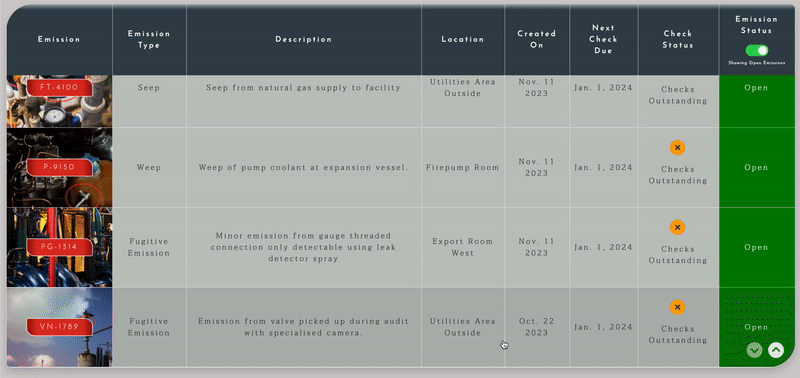 Emission
Emission
Type
Description
Location
Created
On
Next
Check
Due
Check
Status
Emission
Status
Showing Open Emissions
FT-4100
Seep
Seep from natural gas supply to facility
Utilities Area
Outside
Nov. 11
2023
Jan. 1, 2024
Checks
Outstanding
Open
P-9150
Weep
Weep of pump coolant at expansion vessel.
Firepump Room
Nov. 11
2023
Jan. 1, 2024
Checks
Outstanding
Open
PG-1314
Fugitive
Emission
Minor emission from gauge threaded
connection only detectable using leak
detector spray
Export Room
West
Nov. 11
2023
Jan. 1, 2024
Checks
Outstanding
Open
VN-1789
Fugitive
Emission
Emission from valve picked up during audit
with specialised camera.
Utilities Area
Outside
Oct. 22
2023
Jan. 1, 2024
Checks
Outstanding
Open